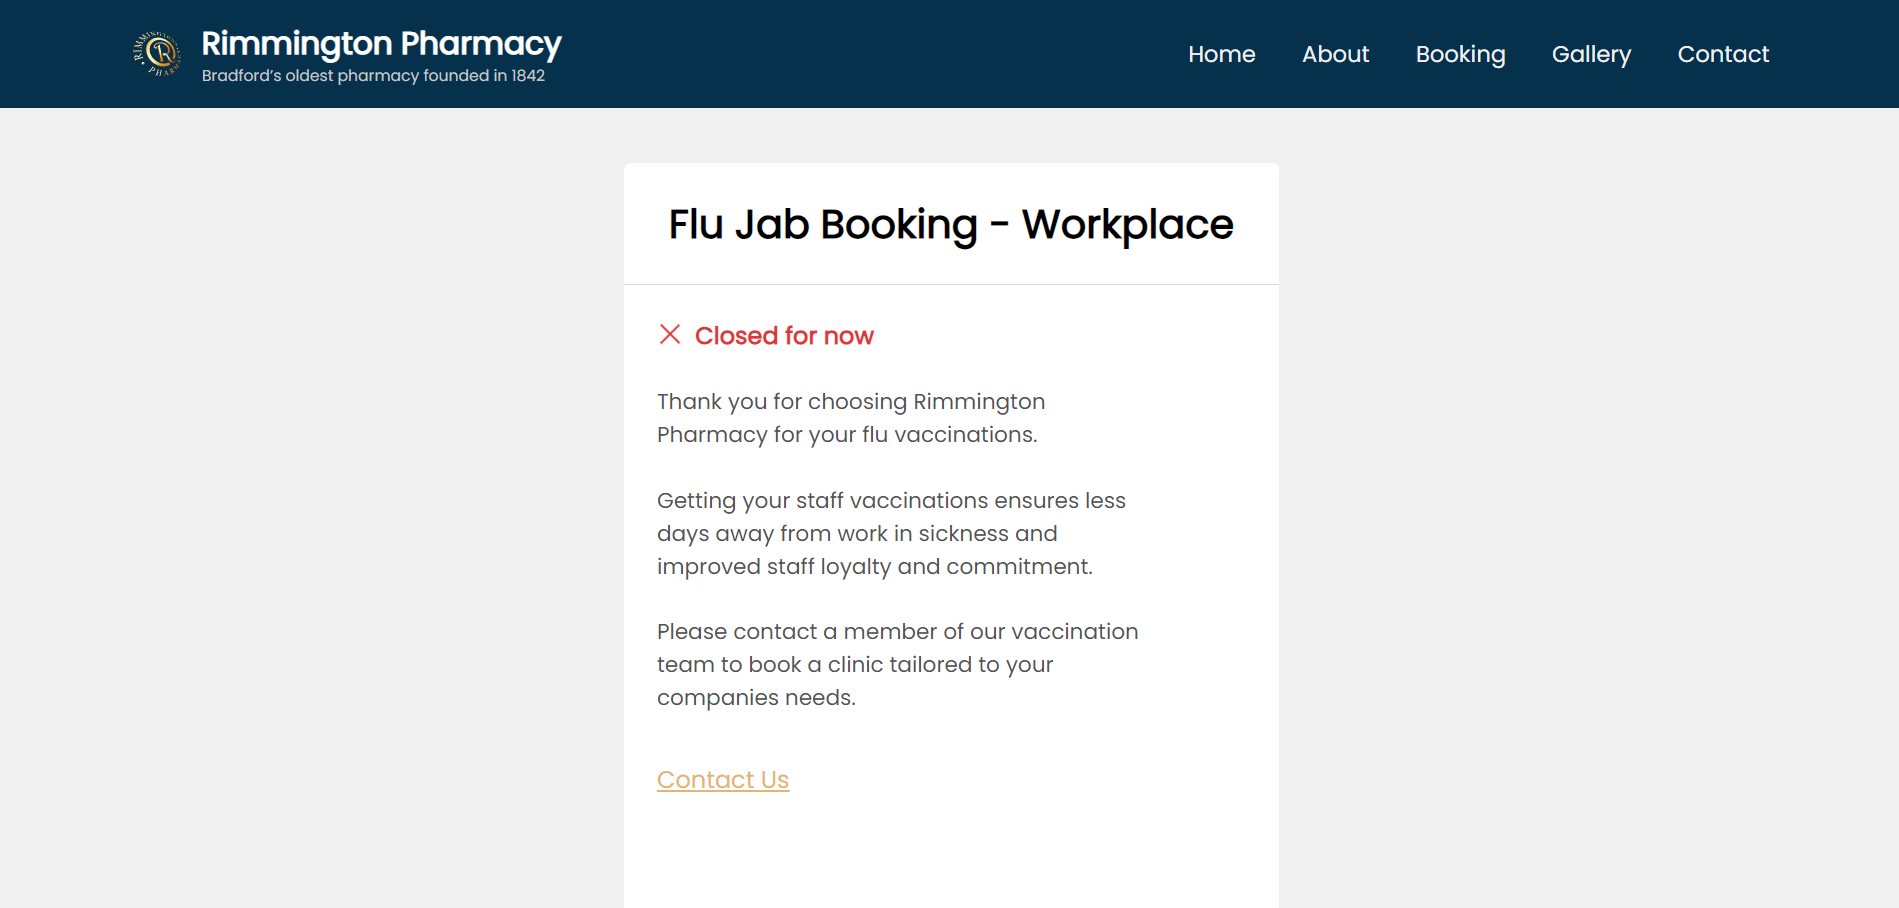 RIMMINGTON PHARMACY
Rimmington Pharmacy
Bradford’s oldest pharmacy founded in 1842
Home About Booking Gallery Contact
Flu Jab Booking - Workplace
Closed for now
Thank you for choosing Rimmington
Pharmacy for your flu vaccinations.
Getting your staff vaccinations ensures less
days away from work in sickness and
improved staff loyalty and commitment.
Please contact a member of our vaccination
team to book a clinic tailored to your
companies needs.
Contact Us